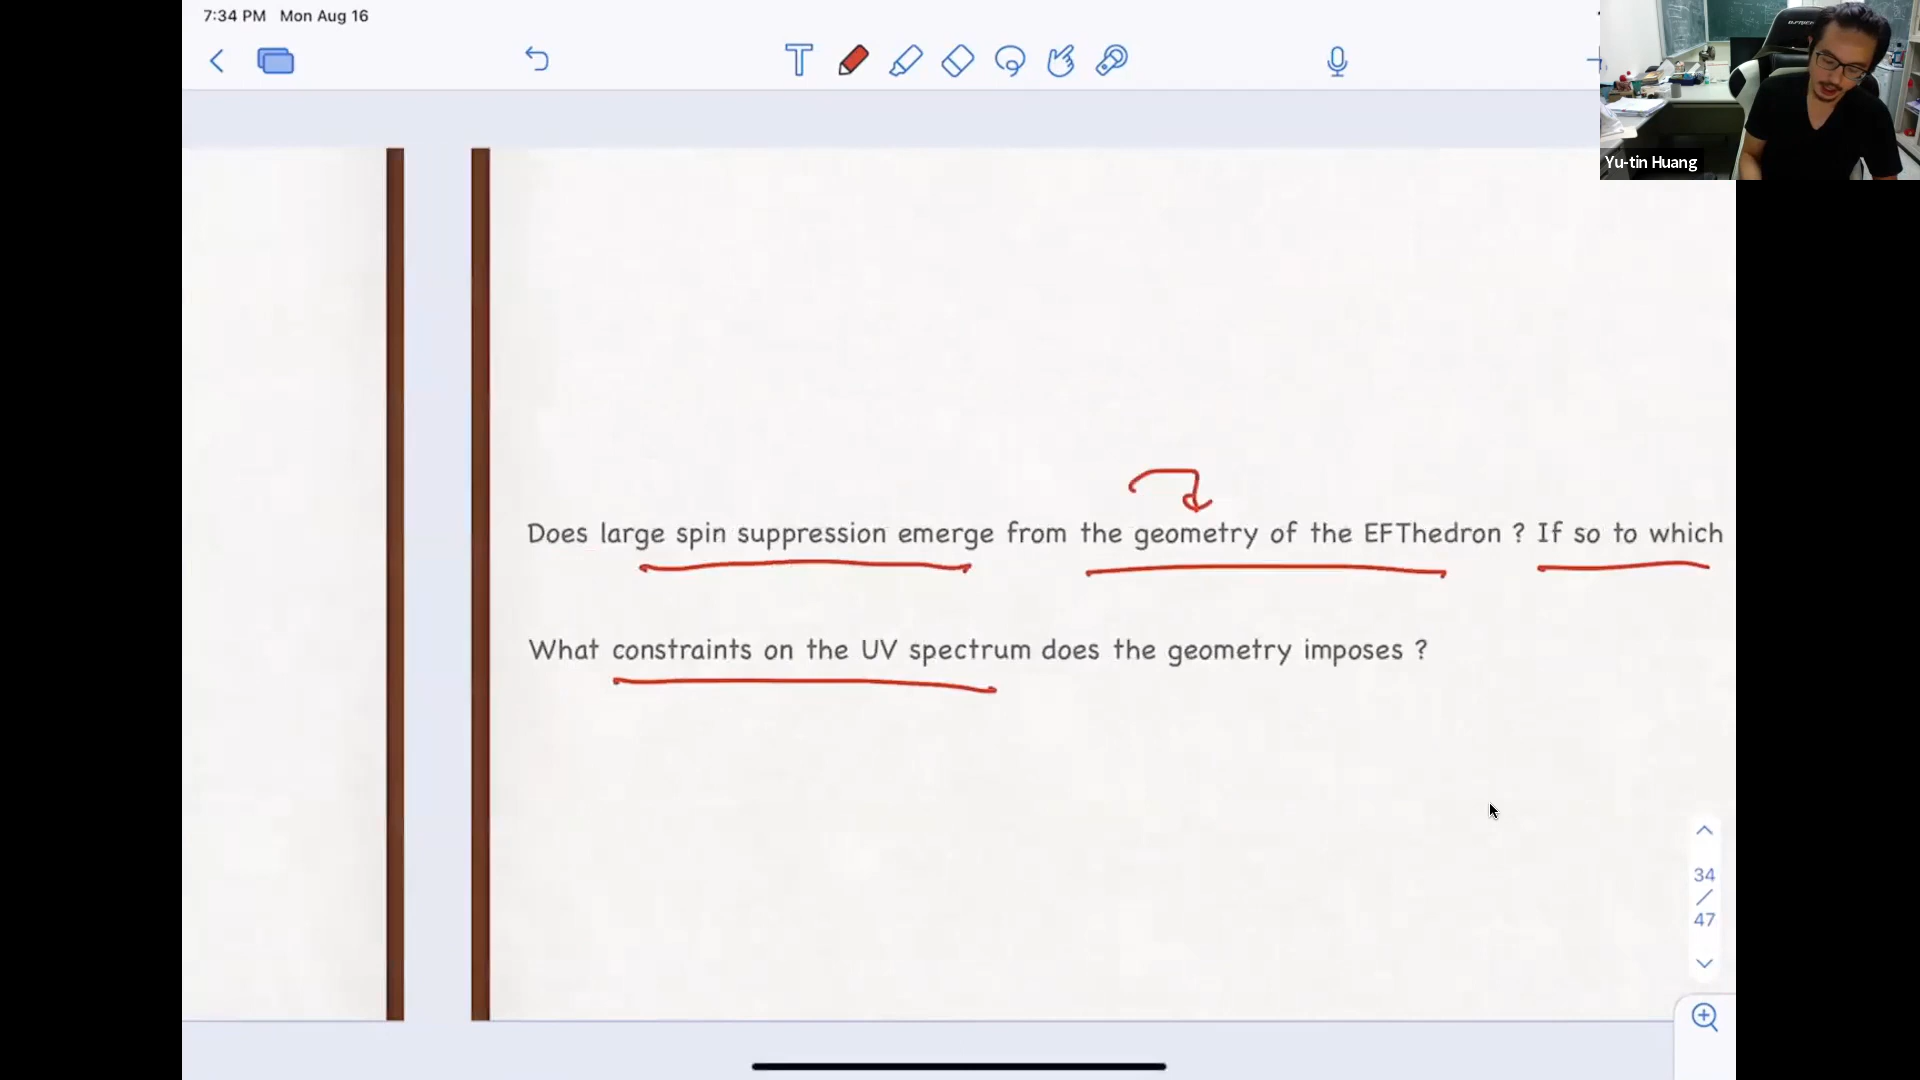 7:34 PM Mon Aug 16
T
Yu-tin Huang
Does large spin suppression emerge from the geometry of the EFThedron ? If so to which
What constraints on the UV spectrum does the geometry imposes ?
34
/
47